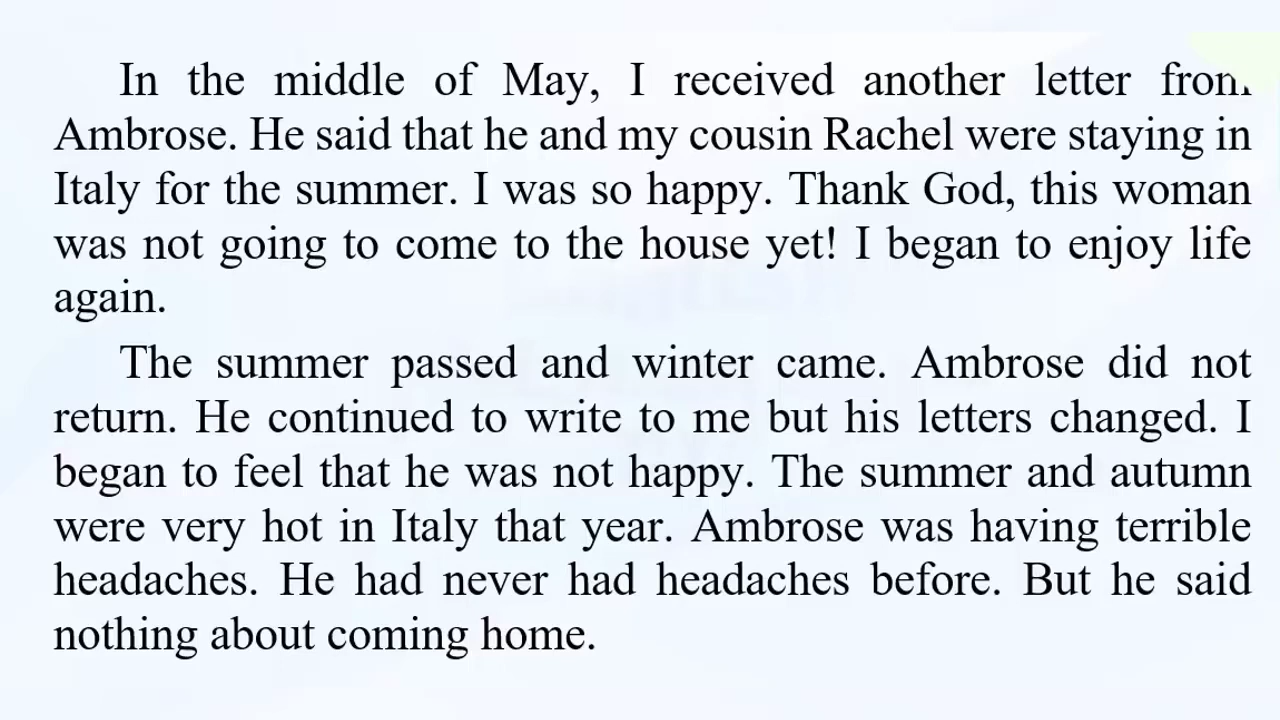 In the middle of May, I received another letter from
Ambrose. He said that he and my cousin Rachel were staying in
Italy for the summer. I was so happy. Thank God, this woman
was not going to come to the house yet! I began to enjoy life
again.
The summer passed and winter came. Ambrose did not
return. He continued to write to me but his letters changed. I
began to feel that he was not happy. The summer and autumn
were very hot in Italy that year. Ambrose was having terrible
headaches. He had never had headaches before. But he said
nothing about coming home.